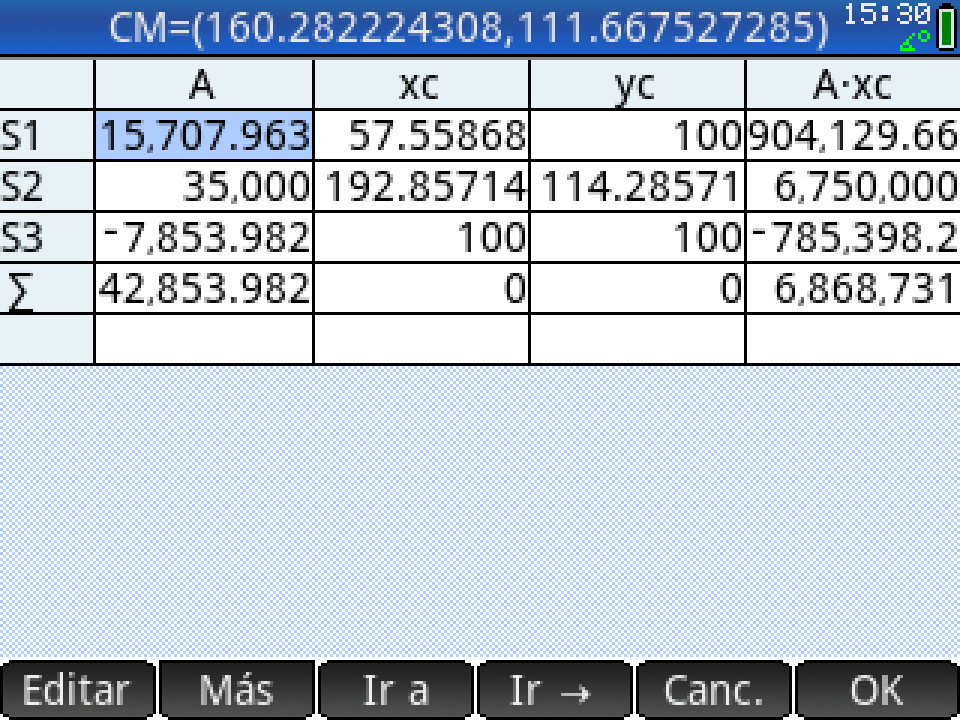 CM=(160.282224308,111.667527285) 15:30
A xc yc A·xc
S1 15,707.963 57.55868 100 904,129.66
S2 35,000 192.85714 114.28571 6,750,000
S3 -7,853.982 100 100 -785,398.2
∑ 42,853.982 0 0 6,868,731
Editar Más Ir a Ir → Canc. OK